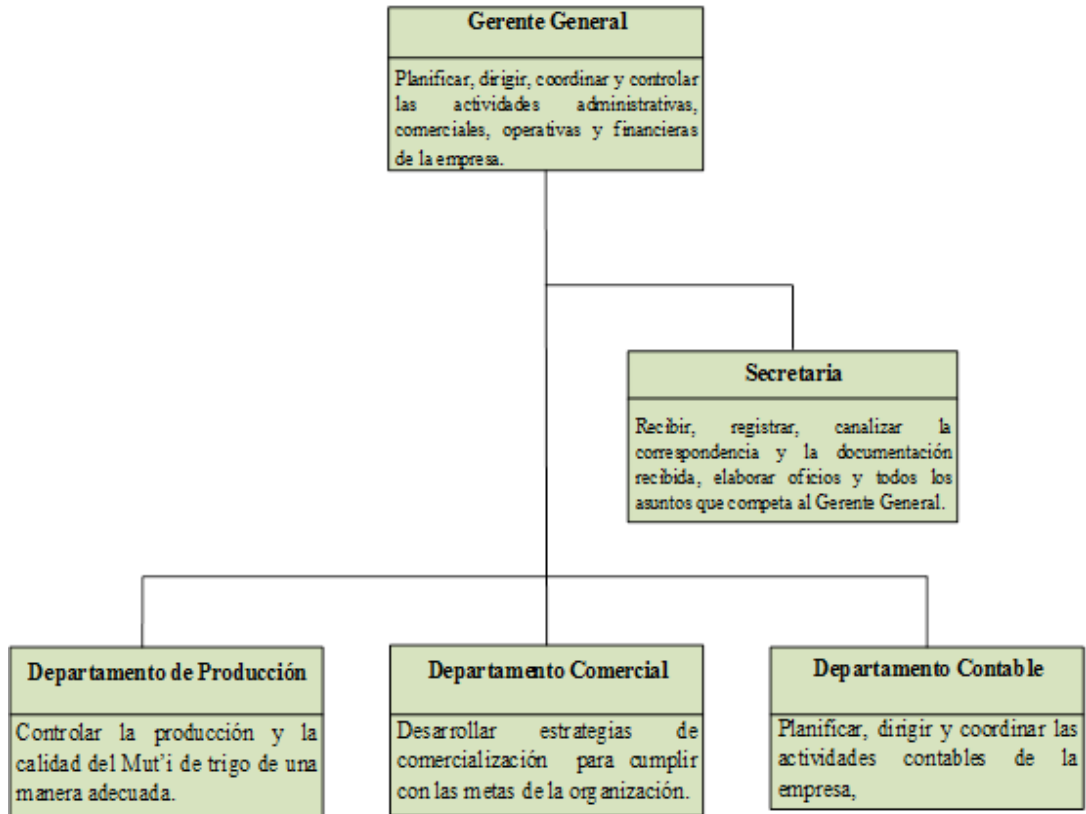 Gerente General
Planificar, dirigir, coordinar y controlar
las actividades administrativas,
comerciales, operativas y financieras
de la empresa.
Secretaria
Recibir, registrar, canalizar la
correspondencia y la documentación
recibida, elaborar oficios y todos los
asuntos que competa al Gerente General.
Departamento de Producción
Controlar la producción y la
calidad del Mut’i de trigo de una
manera adecuada.
Departamento Comercial
Desarrollar estrategias de
comercialización para cumplir
con las metas de la organización.
Departamento Contable
Planificar, dirigir y coordinar las
actividades contables de la
empresa,